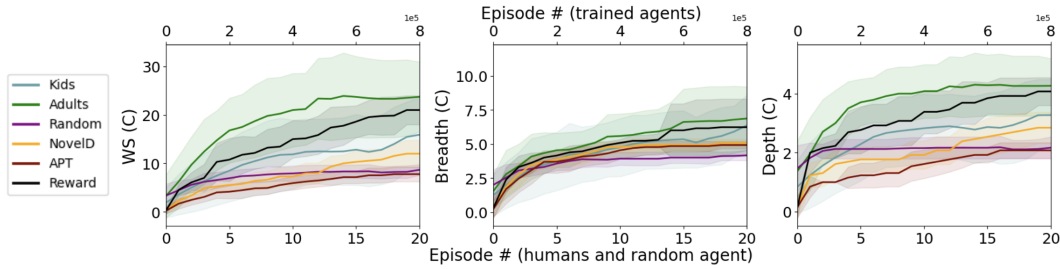 Episode # (trained agents)
0 2 4 6 8
1e5
0 2 4 6 8
1e5
0 2 4 6 8
1e5
Kids
Adults
Random
NovelD
APT
Reward
WS (C)
30
20
10
0
0 5 10 15 20
Breadth (C)
10.0
7.5
5.0
2.5
0.0
0 5 10 15 20
Depth (C)
4
2
0
0 5 10 15 20
Episode # (humans and random agent)